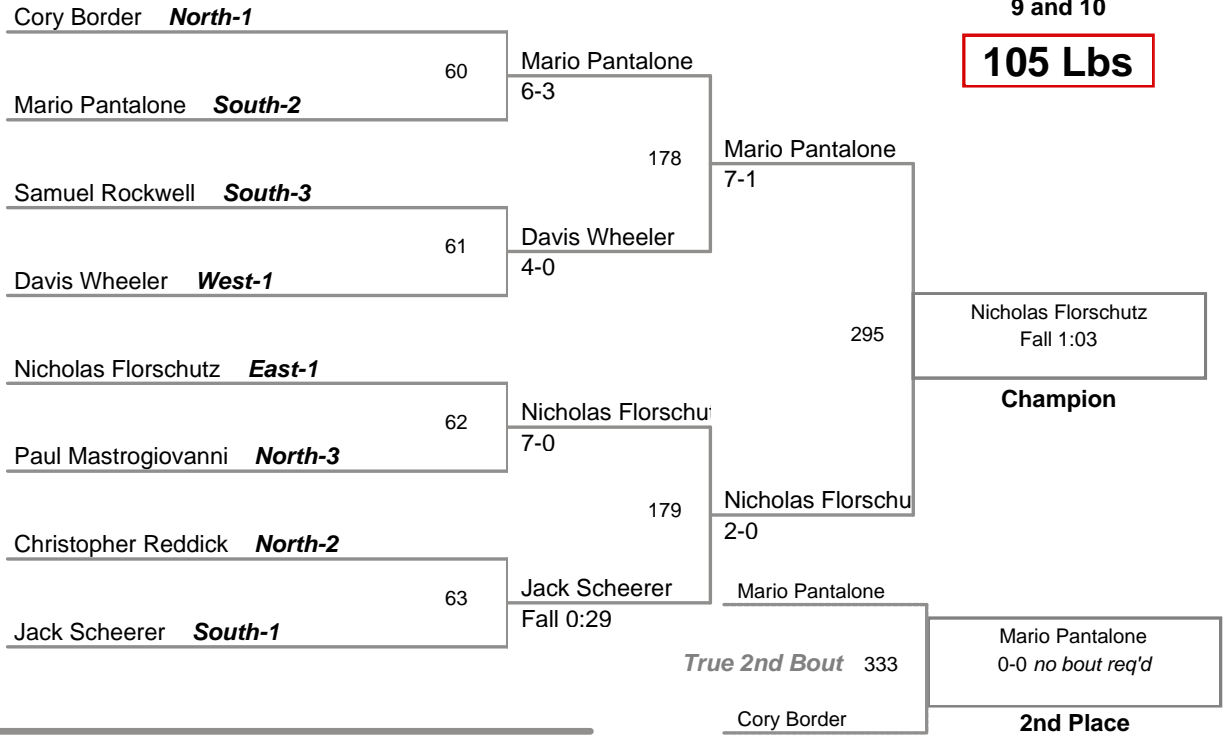 9 and 10
105 Lbs
Cory Border North-1
60
Mario Pantalone South-2
Mario Pantalone
6-3
178
Samuel Rockwell South-3
61
Davis Wheeler West-1
Davis Wheeler
4-0
Mario Pantalone
7-1
295
Nicholas Florschutz East-1
62
Paul Mastrogiovanni North-3
Nicholas Florschut
7-0
179
Christopher Reddick North-2
63
Jack Scheerer South-1
Jack Scheerer
Fall 0:29
Nicholas Florschu
2-0
Nicholas Florschutz
Fall 1:03
Champion
Mario Pantalone
True 2nd Bout 333
Cory Border
Mario Pantalone
0-0 no bout req'd
2nd Place